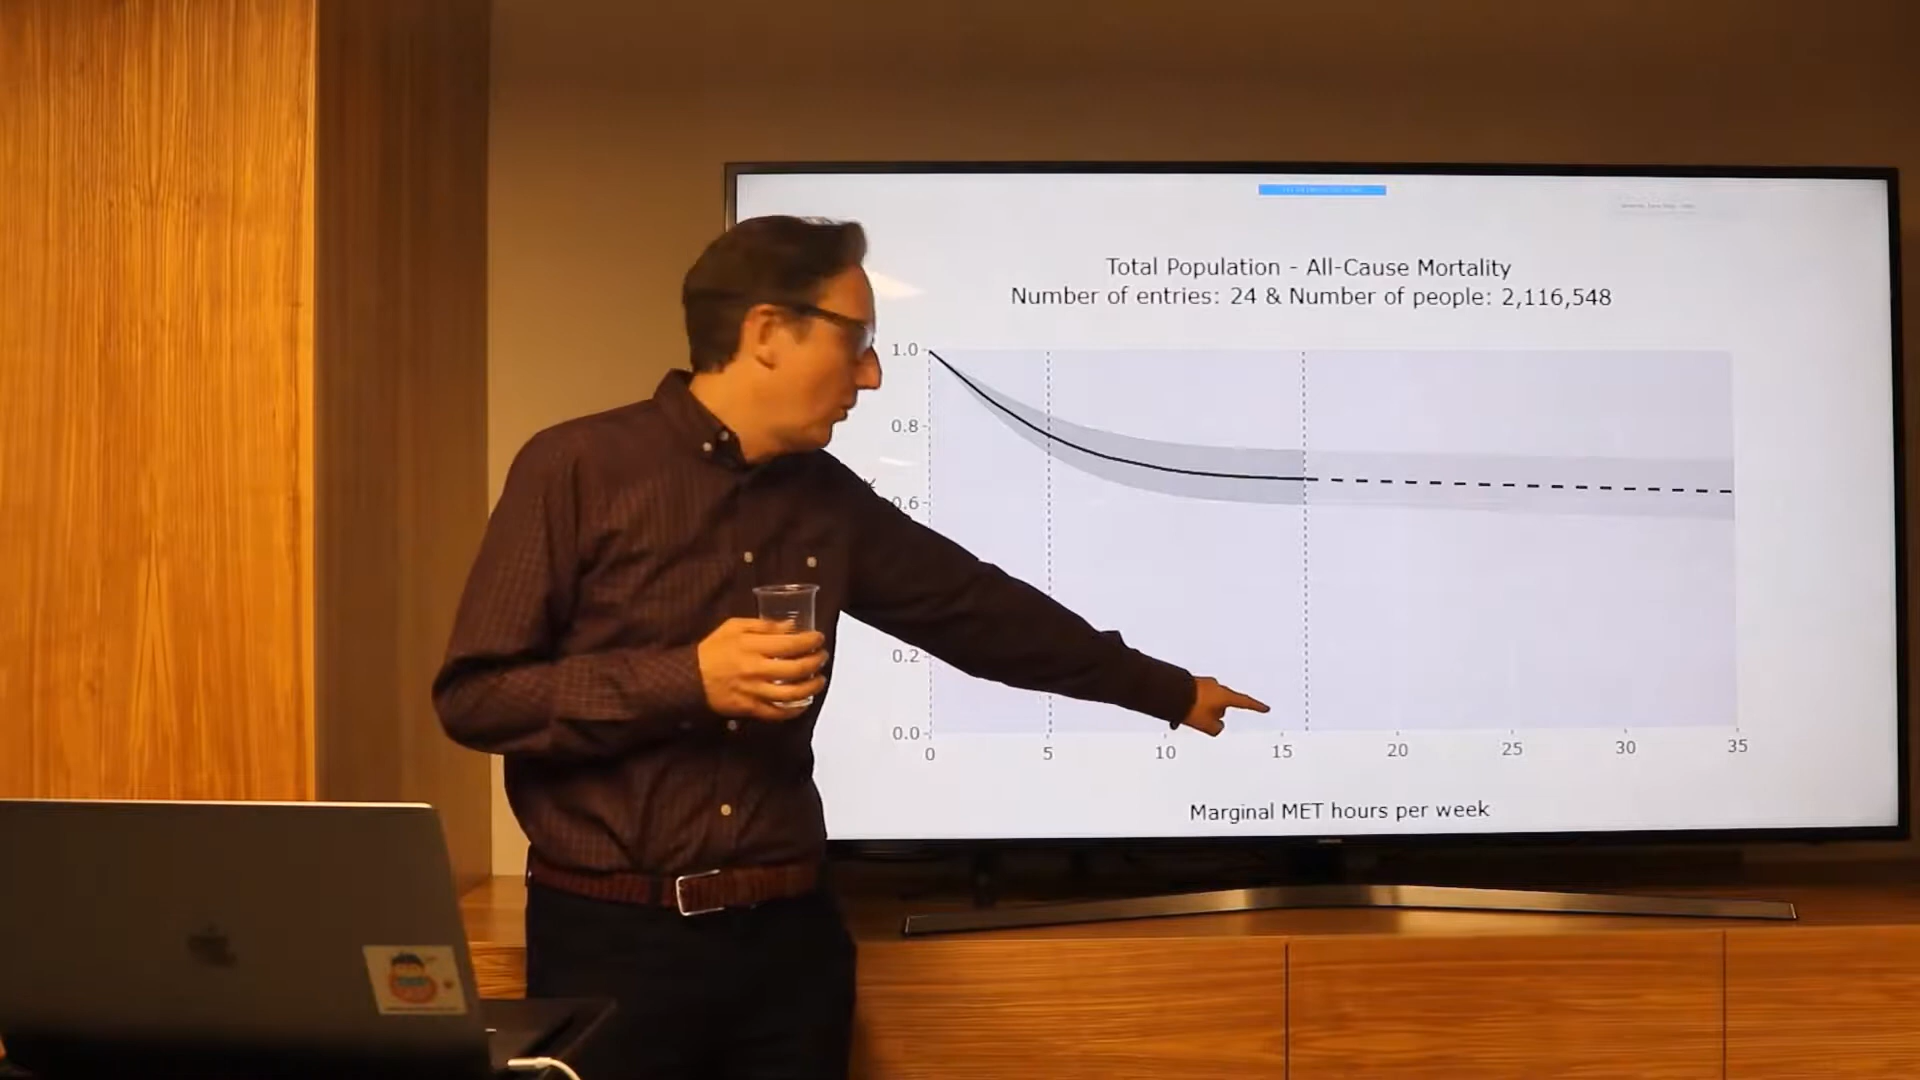 Total Population - All-Cause Mortality
Number of entries: 24 & Number of people: 2,116,548
1.0
0.8
0.6
0.2
0.0
0 5 10 15 20 25 30 35
Marginal MET hours per week